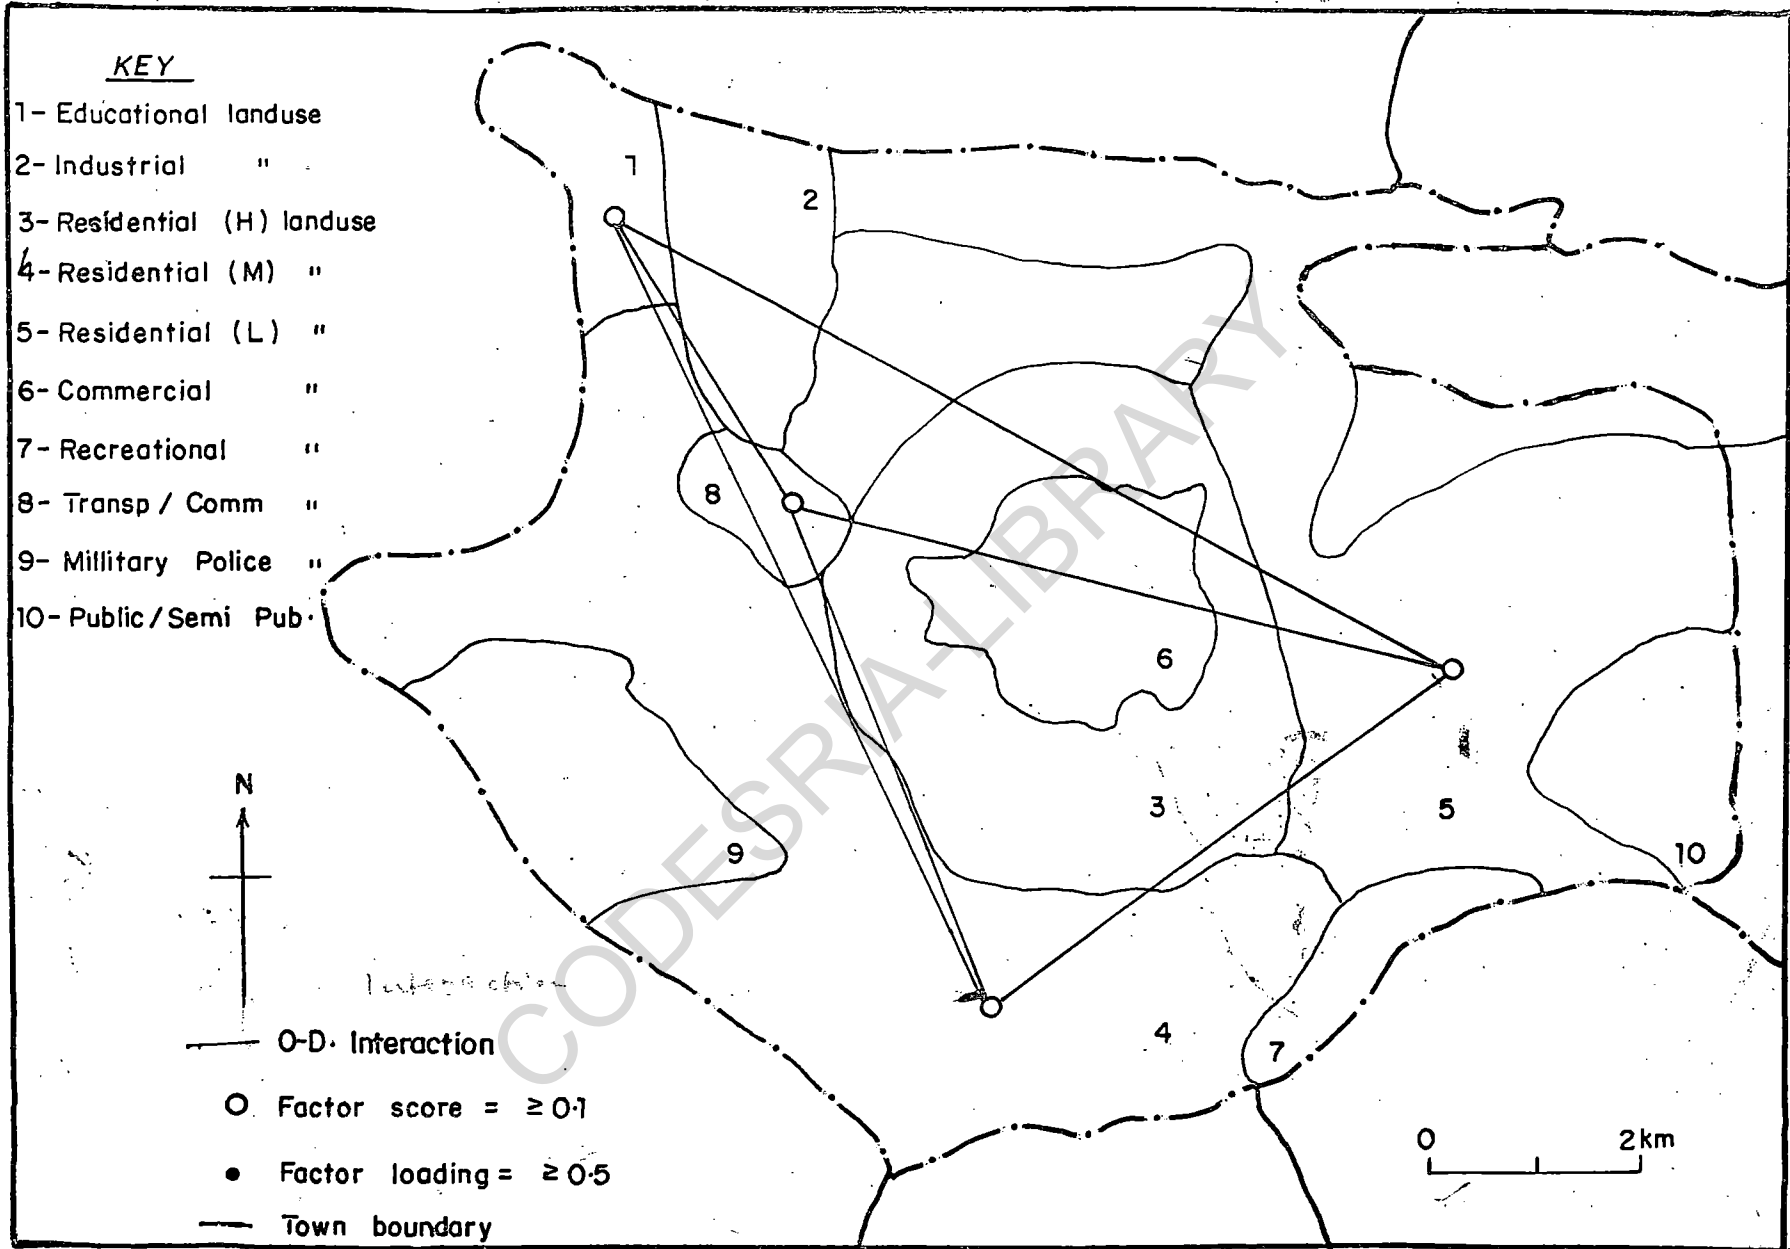 KEY
1- Educational landuse
2- Industrial "
3- Residential (H) landuse
4- Residential (M) "
5- Residential (L) "
6- Commercial "
7- Recreational "
8- Transp / Comm "
9- Millitary Police "
10- Public/Semi Pub.
1
2
8
6
3
5
9
10
4
7
N
Interaction
O-D. Interaction
Factor score = ≥ 0·1
Factor loading = ≥ 0·5
Town boundary
0 2km
CODESRIA-LIBRARY